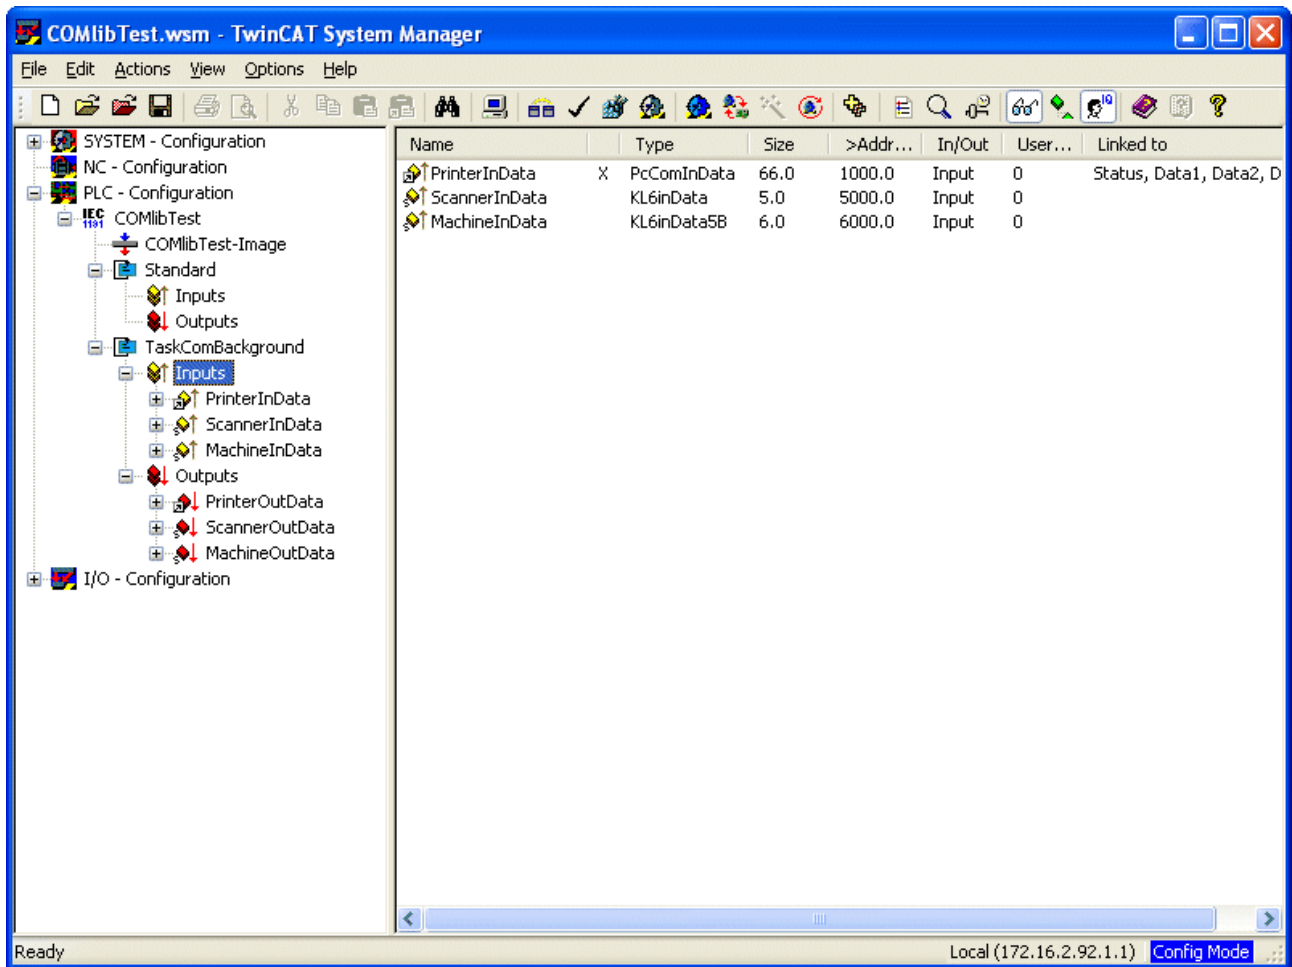 COMlibTest.wsm - TwinCAT System Manager
File Edit Actions View Options Help
SYSTEM - Configuration
NC - Configuration
PLC - Configuration
IEC 1131 COMlibTest
COMlibTest-Image
Standard
Inputs
Outputs
TaskComBackground
Inputs
PrinterInData
ScannerInData
MachineInData
Outputs
PrinterOutData
ScannerOutData
MachineOutData
I/O - Configuration
Name Type Size >Addr... In/Out User... Linked to
PrinterInData X PcComInData 66.0 1000.0 Input 0 Status, Data1, Data2, D
ScannerInData KL6inData 5.0 5000.0 Input 0
MachineInData KL6inData5B 6.0 6000.0 Input 0
Ready Local (172.16.2.92.1.1) Config Mode